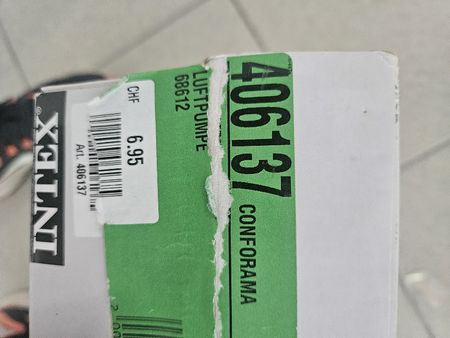 406137
CONFORAMA
LUFTPUMPE
68612
CHF 6.95
Art. 406137
INTEX